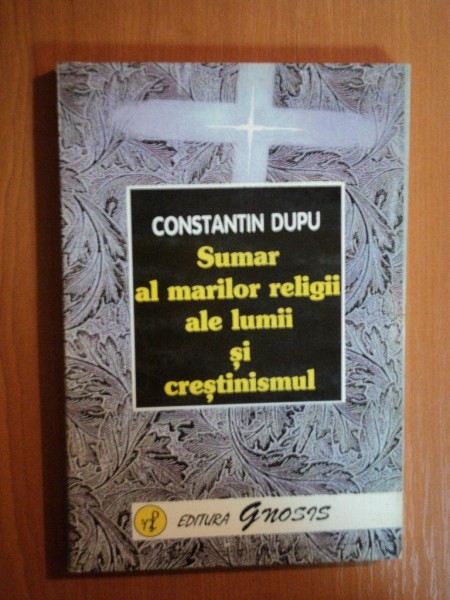 CONSTANTIN DUPU
Sumar
al marilor religii
ale lumii
și
creștinismul
EDITURA GNOSIS